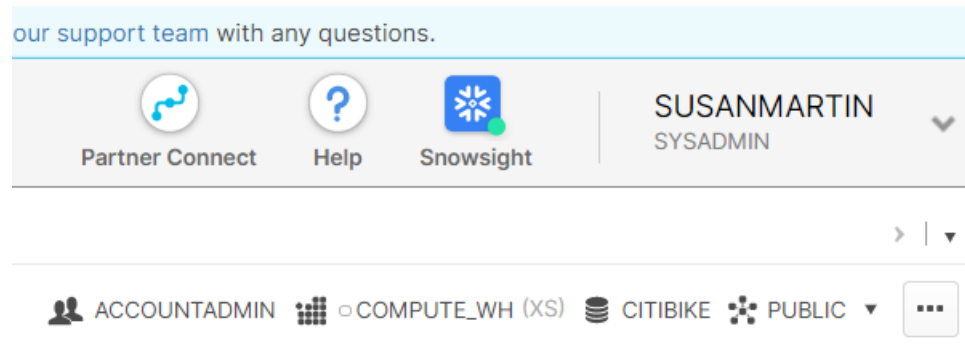 our support team with any questions.
Partner Connect Help Snowsight SUSANMARTIN
SYSADMIN
ACCOUNTADMIN COMPUTE_WH (XS) CITIBIKE PUBLIC